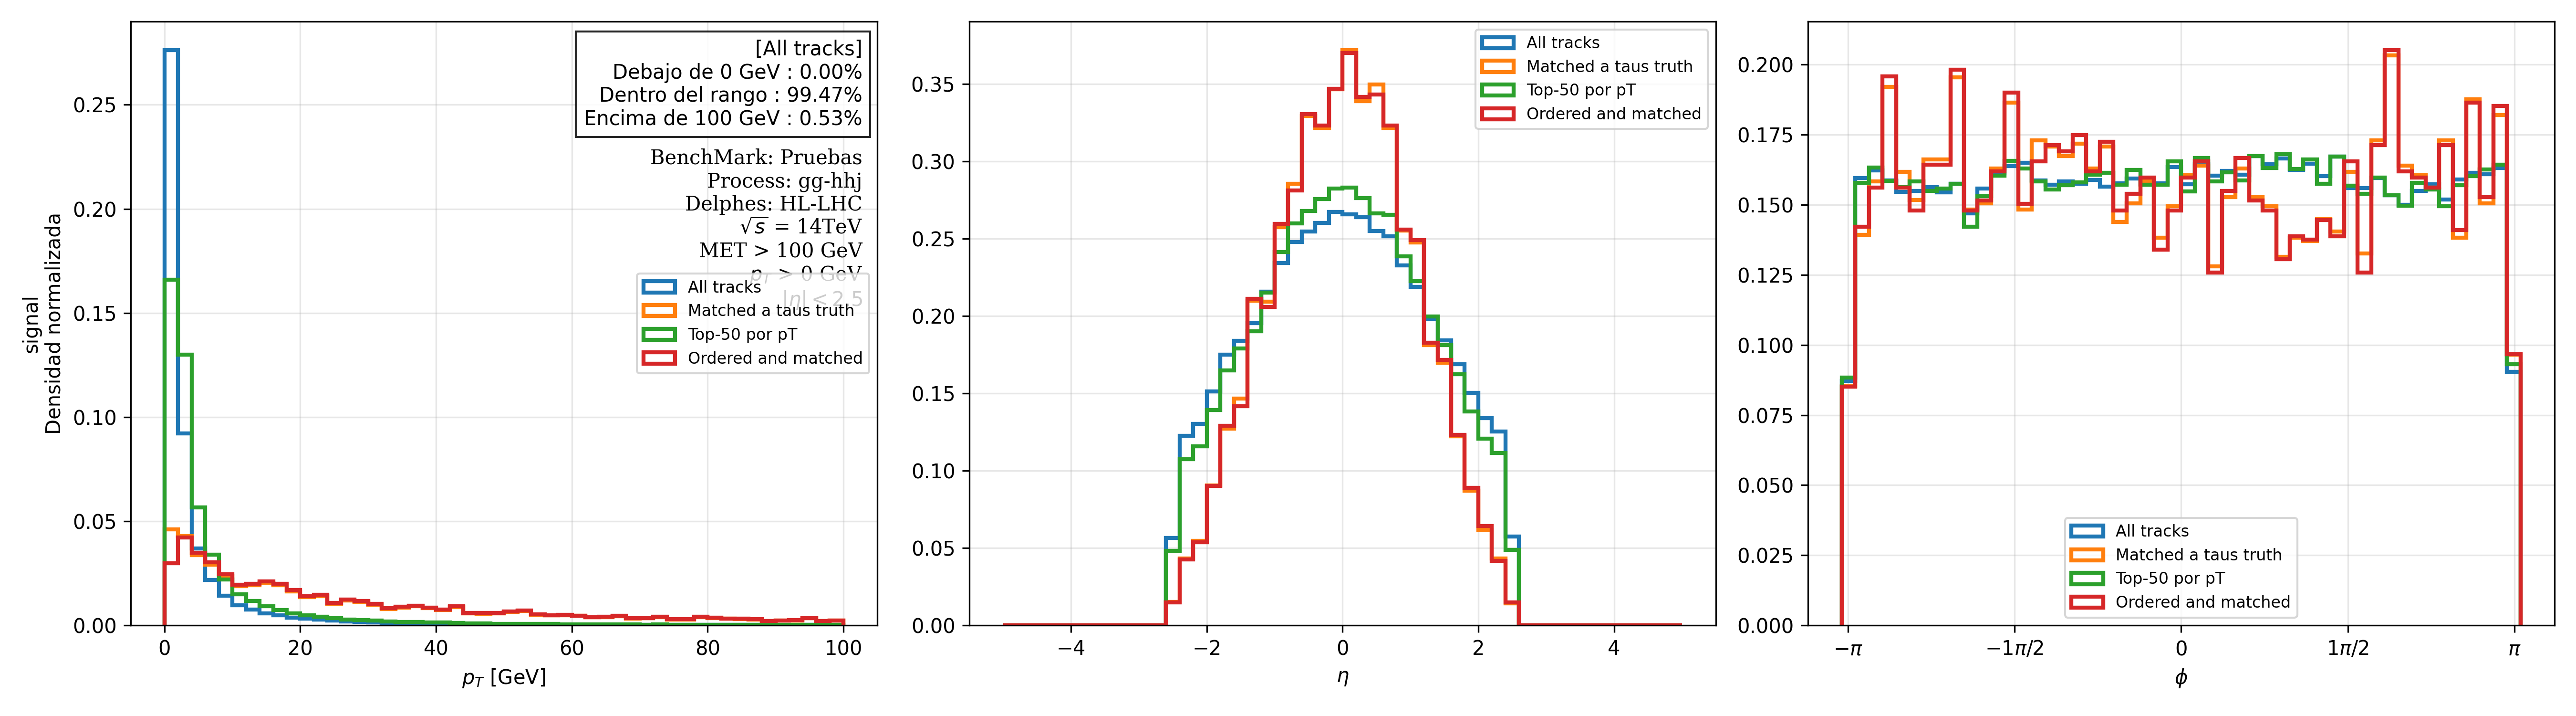 signal
Densidad normalizada
0.25
0.20
0.15
0.10
0.05
0.00
[All tracks]
Debajo de 0 GeV : 0.00%
Dentro del rango : 99.47%
Encima de 100 GeV : 0.53%
BenchMark: Pruebas
Process: gg-hhj
Delphes: HL-LHC
√s = 14TeV
MET > 100 GeV
p_T > 0 GeV
|η| < 2.5
All tracks
Matched a taus truth
Top-50 por pT
Ordered and matched
0 20 40 60 80 100
p_T [GeV]
0.35
0.30
0.25
0.20
0.15
0.10
0.05
0.00
All tracks
Matched a taus truth
Top-50 por pT
Ordered and matched
−4 −2 0 2 4
η
0.200
0.175
0.150
0.125
0.100
0.075
0.050
0.025
0.000
All tracks
Matched a taus truth
Top-50 por pT
Ordered and matched
−π −1π/2 0 1π/2 π
ϕ